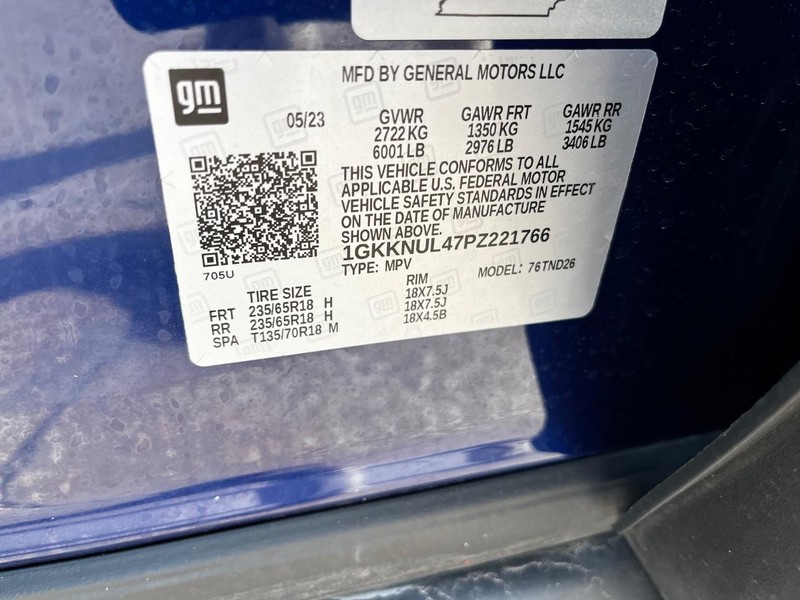 gm
MFD BY GENERAL MOTORS LLC
05/23 GVWR GAWR FRT GAWR RR
2722 KG 1350 KG 1545 KG
6001 LB 2976 LB 3406 LB
THIS VEHICLE CONFORMS TO ALL
APPLICABLE U.S. FEDERAL MOTOR
VEHICLE SAFETY STANDARDS IN EFFECT
ON THE DATE OF MANUFACTURE
SHOWN ABOVE.
1GKKNUL47PZ221766
705U TYPE: MPV MODEL: 76TND26
TIRE SIZE RIM
FRT 235/65R18 H 18X7.5J
RR 235/65R18 H 18X7.5J
SPA T135/70R18 M 18X4.5B